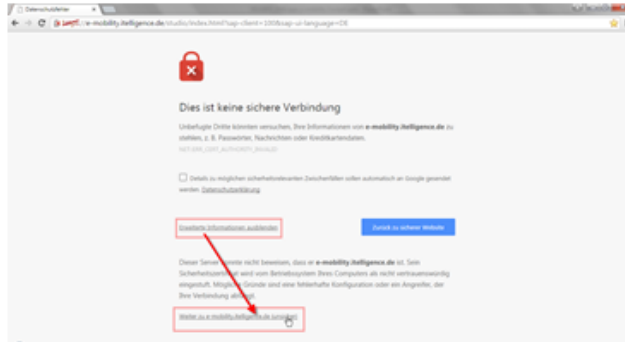 Datenschutzfehler
https://e-mobility.itelligence.de/studio/index.html?sap-client=100&sap-ui-language=DE
Dies ist keine sichere Verbindung
Unbefugte Dritte könnten versuchen, Ihre Informationen von e-mobility.itelligence.de zu
stehlen, z. B. Passwörter, Nachrichten oder Kreditkartendaten.
NET::ERR_CERT_AUTHORITY_INVALID
Details zu möglichen sicherheitsrelevanten Zwischenfällen sollen automatisch an Google gesendet
werden. Datenschutzerklärung
Erweiterte Informationen ausblenden
Zurück zu sicherer Website
Dieser Server konnte nicht beweisen, dass er e-mobility.itelligence.de ist. Sein
Sicherheitszertifikat wird vom Betriebssystem Ihres Computers als nicht vertrauenswürdig
eingestuft. Mögliche Gründe sind eine fehlerhafte Konfiguration oder ein Angreifer, der
Ihre Verbindung abfängt.
Weiter zu e-mobility.itelligence.de (unsicher)